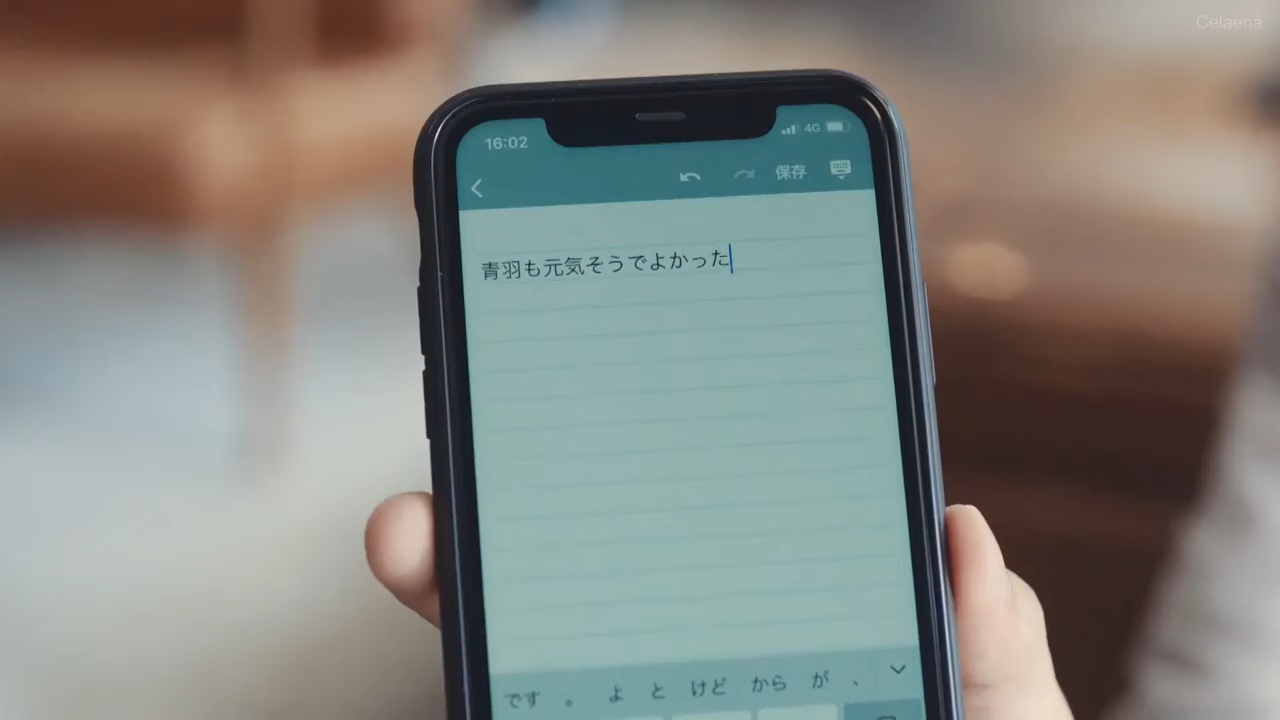 Celaena
16:02 4G
保存
青羽も元気そうでよかった
です 。 よ と けど から が 、